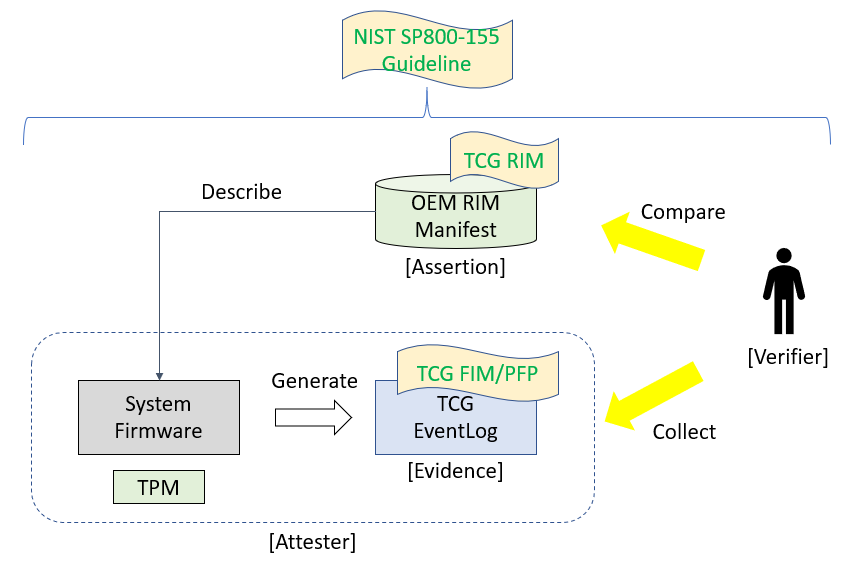 NIST SP800-155
Guideline
TCG RIM
Describe
OEM RIM
Manifest
Compare
[Assertion]
[Verifier]
TCG FIM/PFP
Generate
System
Firmware
TCG
EventLog
Collect
[Evidence]
TPM
[Attester]